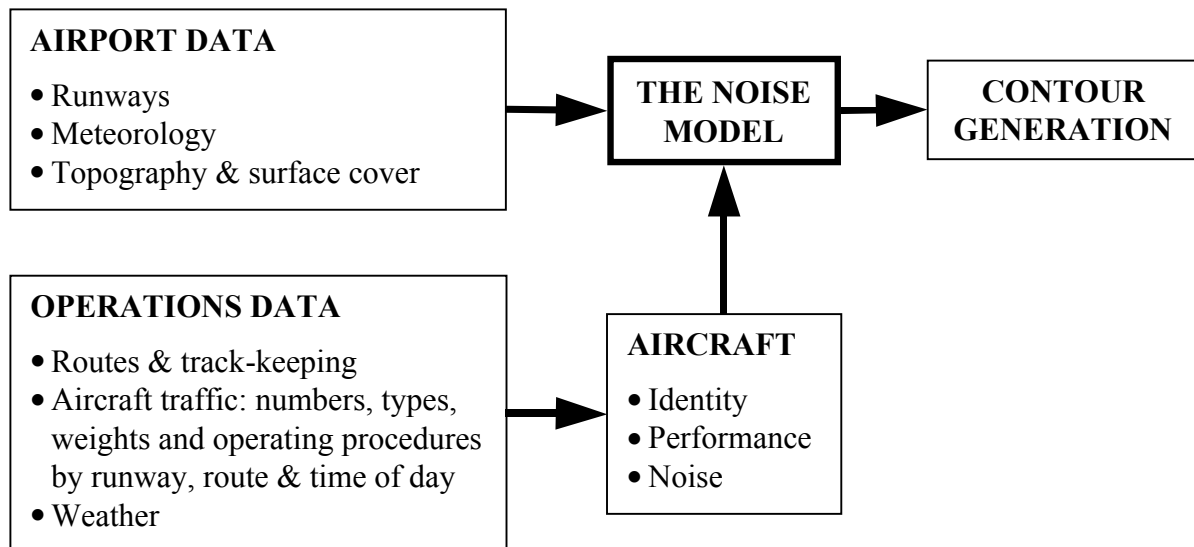 AIRPORT DATA
• Runways
• Meteorology
• Topography & surface cover
THE NOISE
MODEL
CONTOUR
GENERATION
OPERATIONS DATA
• Routes & track-keeping
• Aircraft traffic: numbers, types,
weights and operating procedures
by runway, route & time of day
• Weather
AIRCRAFT
• Identity
• Performance
• Noise